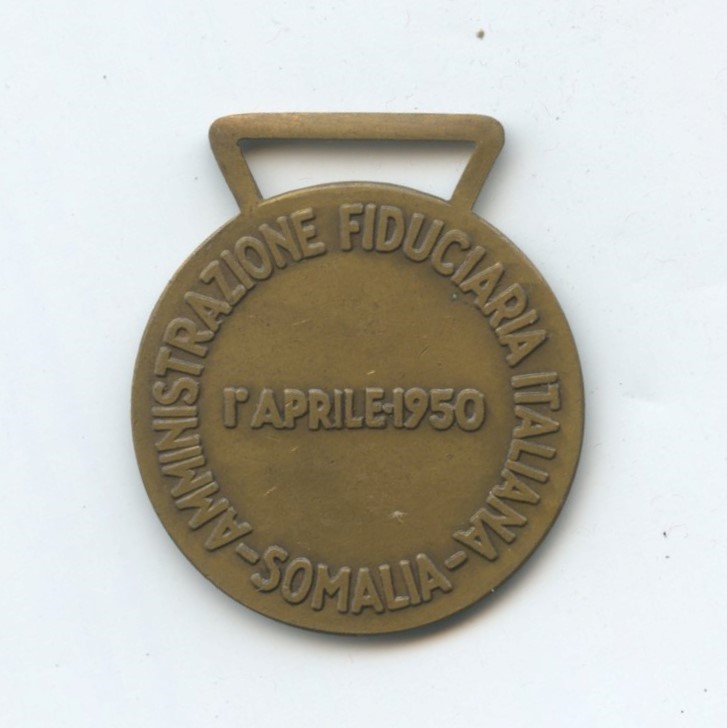 AMMINISTRAZIONE FIDUCIARIA ITALIANA
1° APRILE·1950
-SOMALIA-